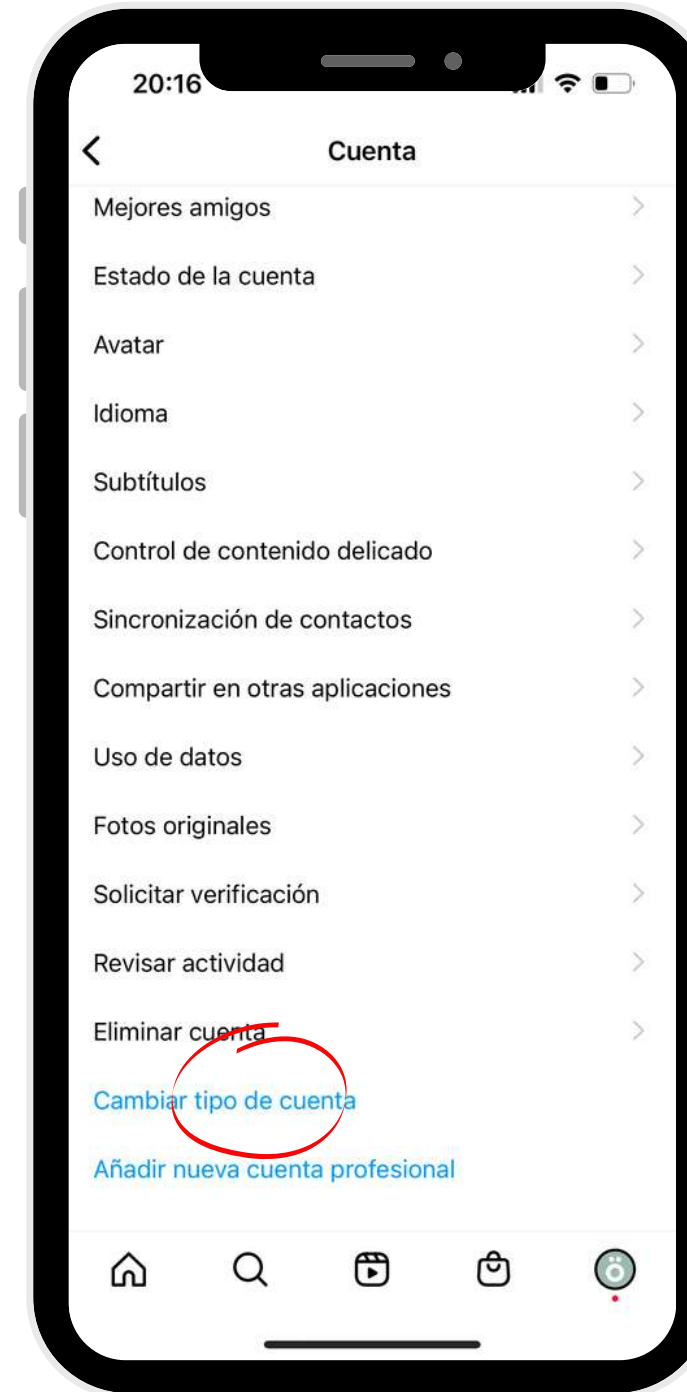 20:16
Cuenta
Mejores amigos
Estado de la cuenta
Avatar
Idioma
Subtítulos
Control de contenido delicado
Sincronización de contactos
Compartir en otras aplicaciones
Uso de datos
Fotos originales
Solicitar verificación
Revisar actividad
Eliminar cuenta
Cambiar tipo de cuenta
Añadir nueva cuenta profesional
ö